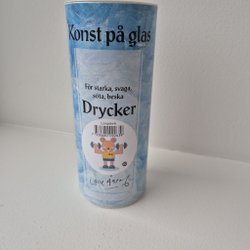 Konst på glas
För starka, svaga,
söta, beska
Drycker